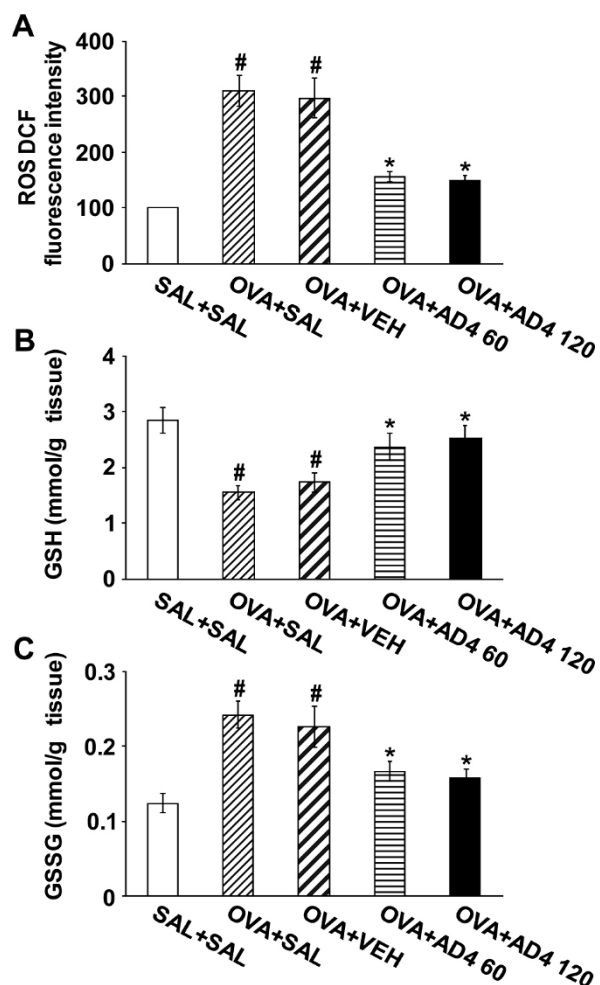 A
ROS DCF
fluorescence intensity
400
300
200
100
0
#
#
*
*
SAL+SAL
OVA+SAL
OVA+VEH
OVA+AD4 60
OVA+AD4 120
B
GSH (mmol/g tissue)
4
3
2
1
0
#
#
*
*
SAL+SAL
OVA+SAL
OVA+VEH
OVA+AD4 60
OVA+AD4 120
C
GSSG (mmol/g tissue)
0.3
0.2
0.1
0
#
#
*
*
SAL+SAL
OVA+SAL
OVA+VEH
OVA+AD4 60
OVA+AD4 120